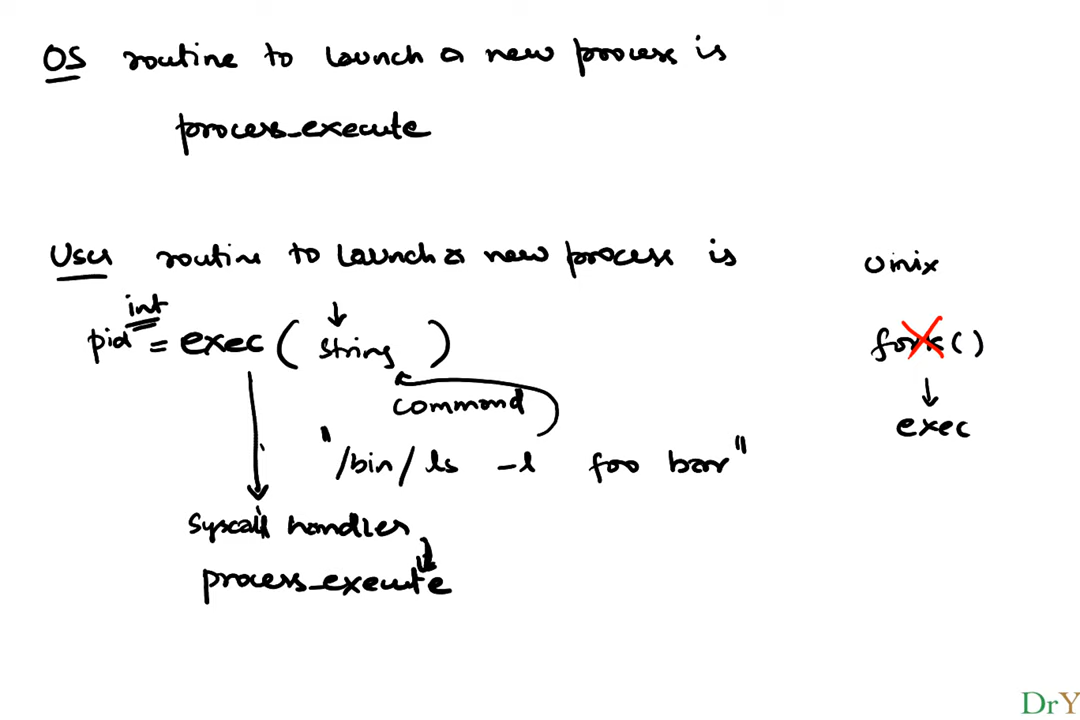 OS routine to launch a new process is
process_execute
User routine to launch a new process is
Unix
int
pid = exec ( string )
fork ()
command
exec
"/bin/ls -l foo bar"
Syscall handler
process_execute
DrY